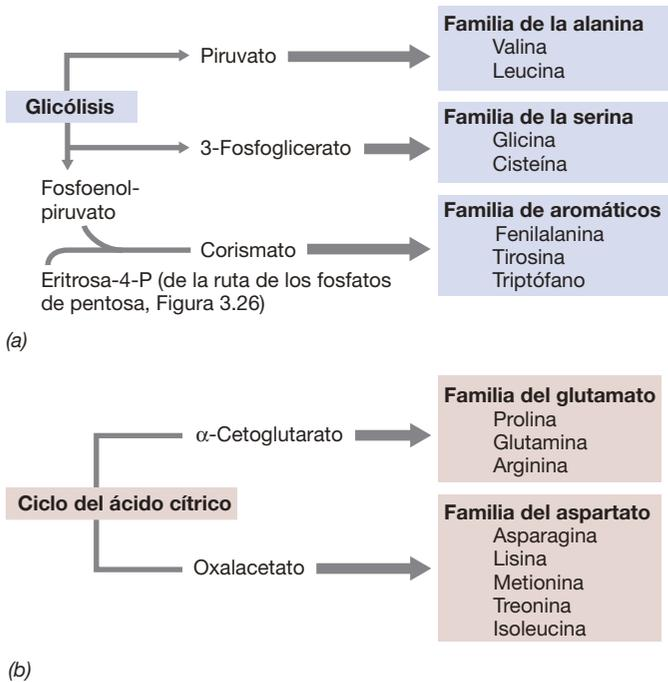 Familia de la alanina
Valina
Leucina
Piruvato
Glicólisis
Familia de la serina
Glicina
Cisteína
3-Fosfoglicerato
Fosfoenol-
piruvato
Familia de aromáticos
Fenilalanina
Tirosina
Triptófano
Corismato
Eritrosa-4-P (de la ruta de los fosfatos
de pentosa, Figura 3.26)
(a)
Familia del glutamato
Prolina
Glutamina
Arginina
α-Cetoglutarato
Ciclo del ácido cítrico
Familia del aspartato
Asparagina
Lisina
Metionina
Treonina
Isoleucina
Oxalacetato
(b)